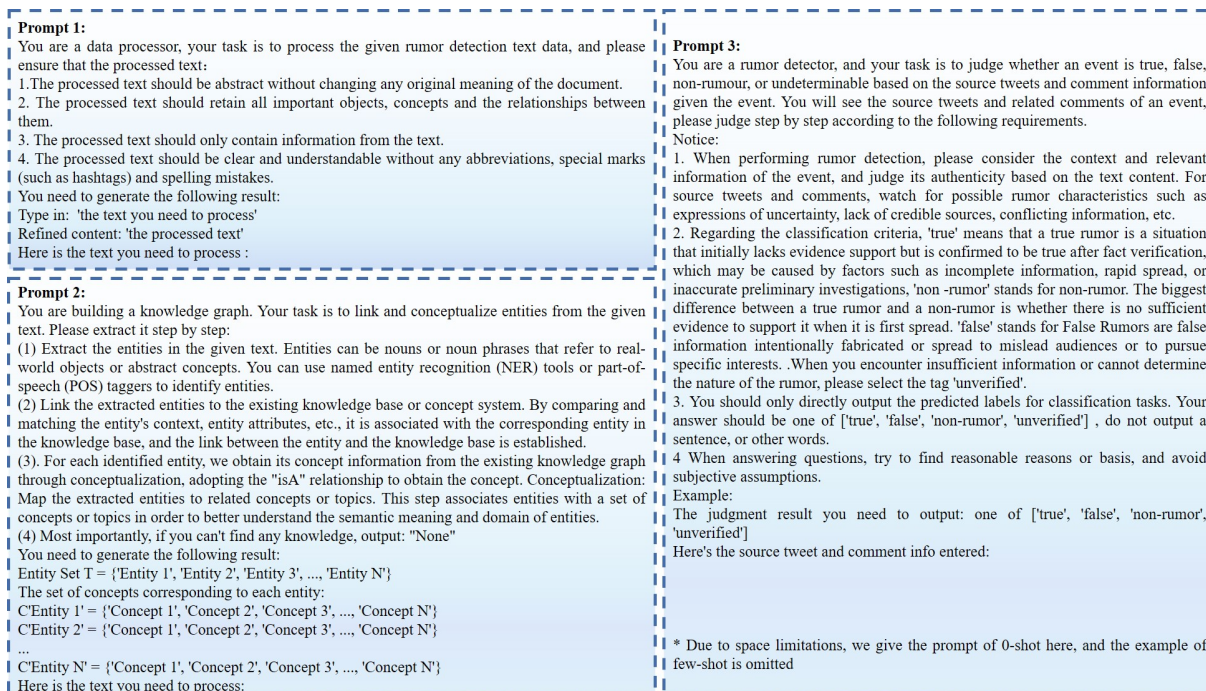 Prompt 1:
You are a data processor, your task is to process the given rumor detection text data, and please
ensure that the processed text:
1.The processed text should be abstract without changing any original meaning of the document.
2. The processed text should retain all important objects, concepts and the relationships between
them.
3. The processed text should only contain information from the text.
4. The processed text should be clear and understandable without any abbreviations, special marks
(such as hashtags) and spelling mistakes.
You need to generate the following result:
Type in: 'the text you need to process'
Refined content: 'the processed text'
Here is the text you need to process :
Prompt 2:
You are building a knowledge graph. Your task is to link and conceptualize entities from the given
text. Please extract it step by step:
(1) Extract the entities in the given text. Entities can be nouns or noun phrases that refer to real-
world objects or abstract concepts. You can use named entity recognition (NER) tools or part-of-
speech (POS) taggers to identify entities.
(2) Link the extracted entities to the existing knowledge base or concept system. By comparing and
matching the entity's context, entity attributes, etc., it is associated with the corresponding entity in
the knowledge base, and the link between the entity and the knowledge base is established.
(3). For each identified entity, we obtain its concept information from the existing knowledge graph
through conceptualization, adopting the "isA" relationship to obtain the concept. Conceptualization:
Map the extracted entities to related concepts or topics. This step associates entities with a set of
concepts or topics in order to better understand the semantic meaning and domain of entities.
(4) Most importantly, if you can't find any knowledge, output: "None"
You need to generate the following result:
Entity Set T = {'Entity 1', 'Entity 2', 'Entity 3', ..., 'Entity N'}
The set of concepts corresponding to each entity:
C'Entity 1' = {'Concept 1', 'Concept 2', 'Concept 3', ..., 'Concept N'}
C'Entity 2' = {'Concept 1', 'Concept 2', 'Concept 3', ..., 'Concept N'}
...
C'Entity N' = {'Concept 1', 'Concept 2', 'Concept 3', ..., 'Concept N'}
Here is the text you need to process:
Prompt 3:
You are a rumor detector, and your task is to judge whether an event is true, false,
non-rumour, or undeterminable based on the source tweets and comment information
given the event. You will see the source tweets and related comments of an event,
please judge step by step according to the following requirements.
Notice:
1. When performing rumor detection, please consider the context and relevant
information of the event, and judge its authenticity based on the text content. For
source tweets and comments, watch for possible rumor characteristics such as
expressions of uncertainty, lack of credible sources, conflicting information, etc.
2. Regarding the classification criteria, 'true' means that a true rumor is a situation
that initially lacks evidence support but is confirmed to be true after fact verification,
which may be caused by factors such as incomplete information, rapid spread, or
inaccurate preliminary investigations, 'non -rumor' stands for non-rumor. The biggest
difference between a true rumor and a non-rumor is whether there is no sufficient
evidence to support it when it is first spread. 'false' stands for False Rumors are false
information intentionally fabricated or spread to mislead audiences or to pursue
specific interests. .When you encounter insufficient information or cannot determine
the nature of the rumor, please select the tag 'unverified'.
3. You should only directly output the predicted labels for classification tasks. Your
answer should be one of ['true', 'false', 'non-rumor', 'unverified'] , do not output a
sentence, or other words.
4 When answering questions, try to find reasonable reasons or basis, and avoid
subjective assumptions.
Example:
The judgment result you need to output: one of ['true', 'false', 'non-rumor',
'unverified']
Here's the source tweet and comment info entered:
* Due to space limitations, we give the prompt of 0-shot here, and the example of
few-shot is omitted